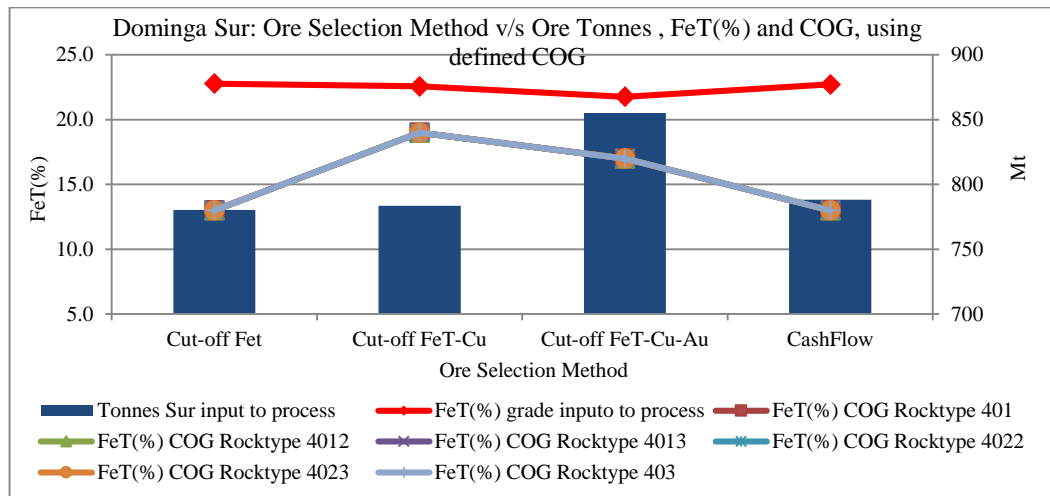 Dominga Sur: Ore Selection Method v/s Ore Tonnes , FeT(%) and COG, using
defined COG
25.0
20.0
15.0
10.0
5.0
FeT(%)
900
850
800
750
700
Mt
Cut-off Fet
Cut-off FeT-Cu
Cut-off FeT-Cu-Au
CashFlow
Ore Selection Method
Tonnes Sur input to process
FeT(%) grade inputo to process
FeT(%) COG Rocktype 401
FeT(%) COG Rocktype 4012
FeT(%) COG Rocktype 4013
FeT(%) COG Rocktype 4022
FeT(%) COG Rocktype 4023
FeT(%) COG Rocktype 403